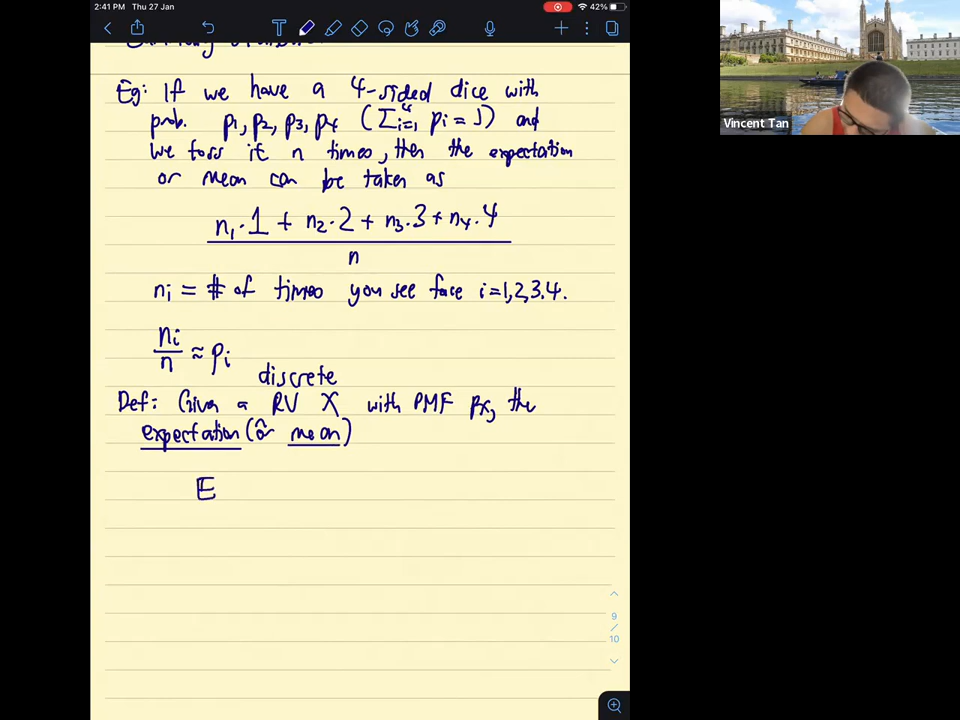 2:41 PM Thu 27 Jan
42%
Eg: If we have a 4-sided dice with
prob. p1, p2, p3, p4 (Σ⁴ᵢ₌₁ pi = 1) and
we toss it n times, then the expectation
or mean can be taken as
n1·1 + n2·2 + n3·3 + n4·4
n
ni = # of times you see face i=1,2,3,4.
ni
n ≈ pi
discrete
Def: Given a RV X with PMF px, the
expectation (or mean)
E
9
/
10
Vincent Tan